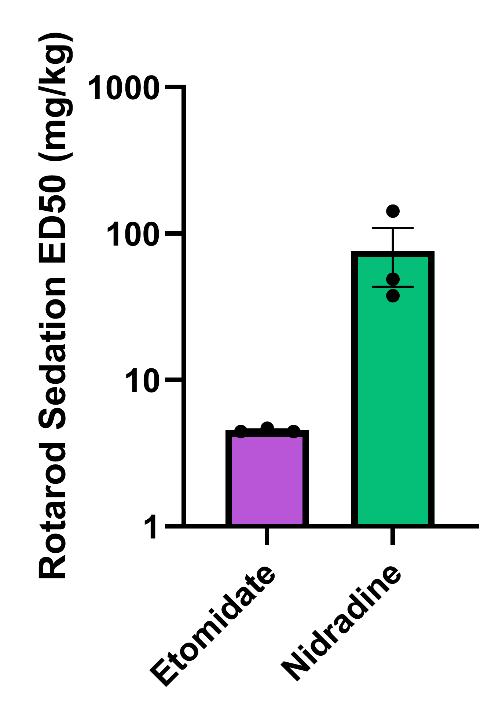 Rotarod Sedation ED50 (mg/kg)
1000
100
10
1
Etomidate
Nidradine